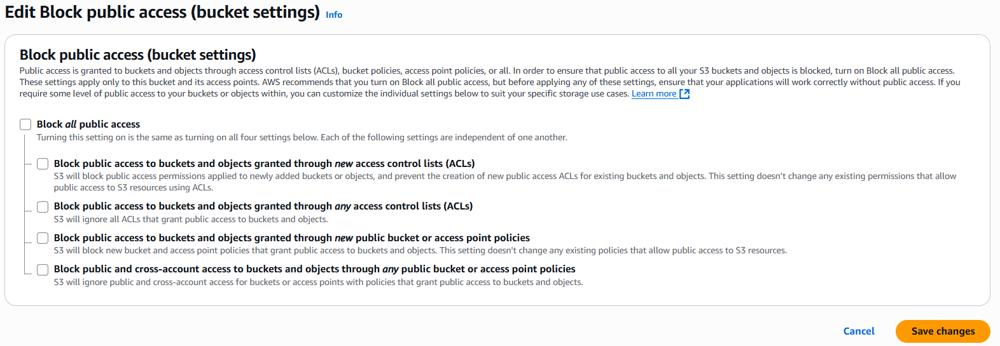 Edit Block public access (bucket settings) Info
Block public access (bucket settings)
Public access is granted to buckets and objects through access control lists (ACLs), bucket policies, access point policies, or all. In order to ensure that public access to all your S3 buckets and objects is blocked, turn on Block all public access.
These settings apply only to this bucket and its access points. AWS recommends that you turn on Block all public access, but before applying any of these settings, ensure that your applications will work correctly without public access. If you
require some level of public access to your buckets or objects within, you can customize the individual settings below to suit your specific storage use cases. Learn more
Block all public access
Turning this setting on is the same as turning on all four settings below. Each of the following settings are independent of one another.
Block public access to buckets and objects granted through new access control lists (ACLs)
S3 will block public access permissions applied to newly added buckets or objects, and prevent the creation of new public access ACLs for existing buckets and objects. This setting doesn’t change any existing permissions that allow
public access to S3 resources using ACLs.
Block public access to buckets and objects granted through any access control lists (ACLs)
S3 will ignore all ACLs that grant public access to buckets and objects.
Block public access to buckets and objects granted through new public bucket or access point policies
S3 will block new bucket and access point policies that grant public access to buckets and objects. This setting doesn't change any existing policies that allow public access to S3 resources.
Block public and cross-account access to buckets and objects through any public bucket or access point policies
S3 will ignore public and cross-account access for buckets or access points with policies that grant public access to buckets and objects.
Cancel Save changes